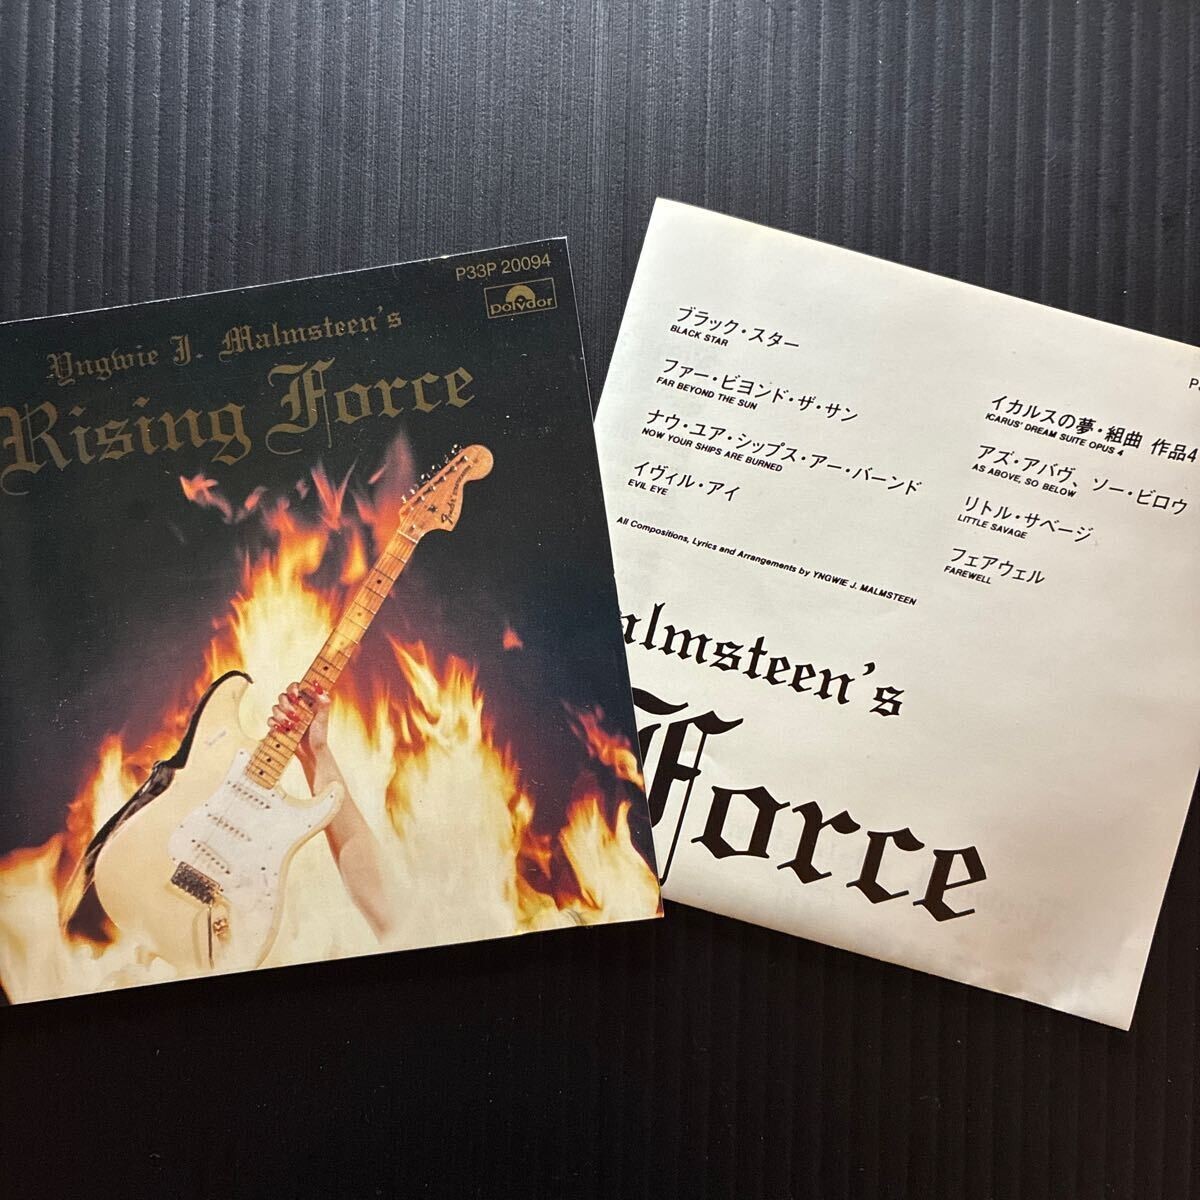 P33P 20094
Polydor
Yngwie J. Malmsteen's
Rising Force
Fender
ブラック・スター
BLACK STAR
ファー・ビヨンド・ザ・サン
FAR BEYOND THE SUN
ナウ・ユア・シップス・アー・バーンド
NOW YOUR SHIPS ARE BURNED
イヴィル・アイ
EVIL EYE
イカルスの夢・組曲 作品4
ICARUS' DREAM SUITE OPUS 4
アズ・アバヴ、ソー・ビロウ
AS ABOVE, SO BELOW
リトル・サベージ
LITTLE SAVAGE
フェアウェル
FAREWELL
All Compositions, Lyrics and Arrangements by YNGWIE J. MALMSTEEN
almsteen's
Force